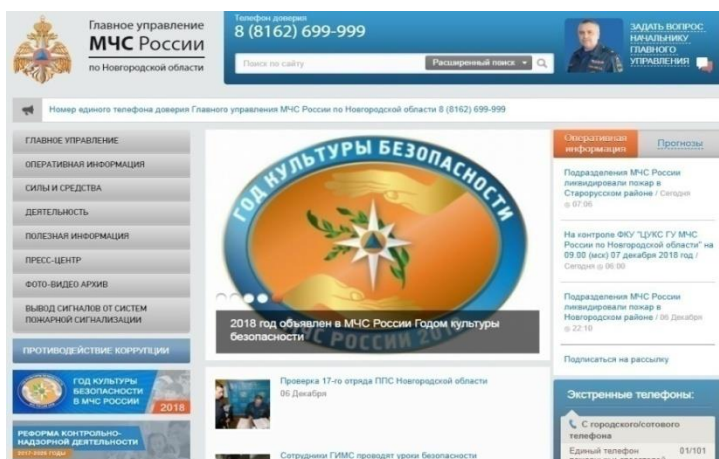 Главное управление
МЧС России
по Новгородской области
Телефон доверия
8 (8162) 699-999
Поиск по сайту
Расширенный поиск
ЗАДАТЬ ВОПРОС
НАЧАЛЬНИКУ
ГЛАВНОГО
УПРАВЛЕНИЯ
Номер единого телефона доверия Главного управления МЧС России по Новгородской области 8 (8162) 699-999
ГЛАВНОЕ УПРАВЛЕНИЕ
ОПЕРАТИВНАЯ ИНФОРМАЦИЯ
СИЛЫ И СРЕДСТВА
ДЕЯТЕЛЬНОСТЬ
ПОЛЕЗНАЯ ИНФОРМАЦИЯ
ПРЕСС-ЦЕНТР
ФОТО-ВИДЕО АРХИВ
ВЫВОД СИГНАЛОВ ОТ СИСТЕМ
ПОЖАРНОЙ СИГНАЛИЗАЦИИ
ПРОТИВОДЕЙСТВИЕ КОРРУПЦИИ
ГОД КУЛЬТУРЫ
БЕЗОПАСНОСТИ
В МЧС РОССИИ
2018
РЕФОРМА КОНТРОЛЬНО-
НАДЗОРНОЙ ДЕЯТЕЛЬНОСТИ
ГОД КУЛЬТУРЫ БЕЗОПАСНОСТИ
МЧС РОССИИ 2018
2018 год объявлен в МЧС России Годом культуры
безопасности
Проверка 17-го отряда ППС Новгородской области
06 Декабря
Сотрудники ГИМС проводят уроки безопасности
Оперативная
информация
Прогнозы
Подразделения МЧС России
ликвидировали пожар в
Старорусском районе / Сегодня
07:06
На контроле ФКУ "ЦУКС ГУ МЧС
России по Новгородской области" на
09.00 (мск) 07 декабря 2018 год /
Сегодня 06:00
Подразделения МЧС России
ликвидировали пожар в
Новгородском районе / 06 Декабря
22:10
Подписаться на рассылку
Экстренные телефоны:
С городского/сотового
телефона
Единый телефон 01/101